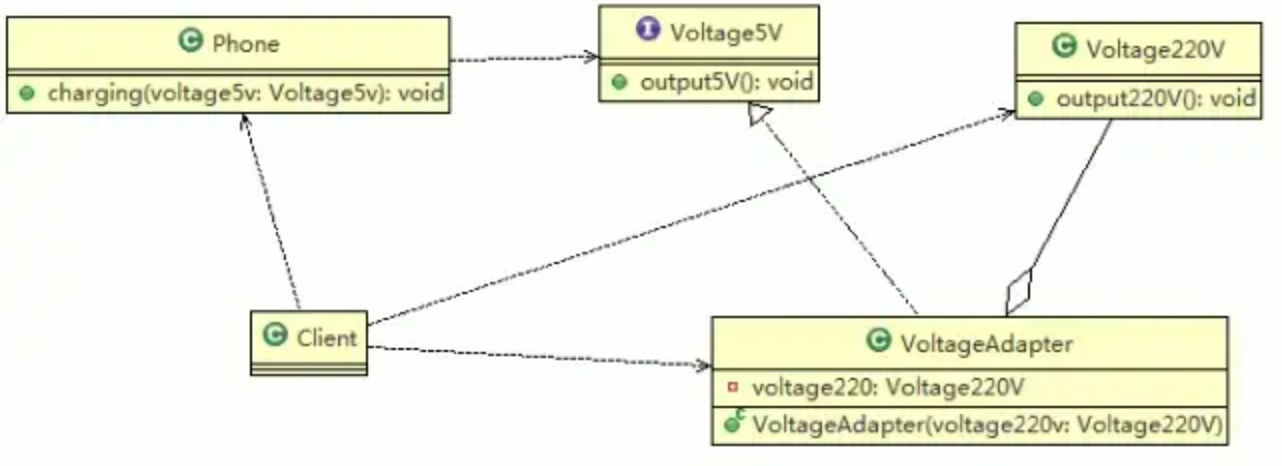 Phone
charging(voltage5v: Voltage5v): void
I Voltage5V
output5V(): void
C Voltage220V
output220V(): void
C Client
C VoltageAdapter
voltage220: Voltage220V
C VoltageAdapter(voltage220v: Voltage220V)